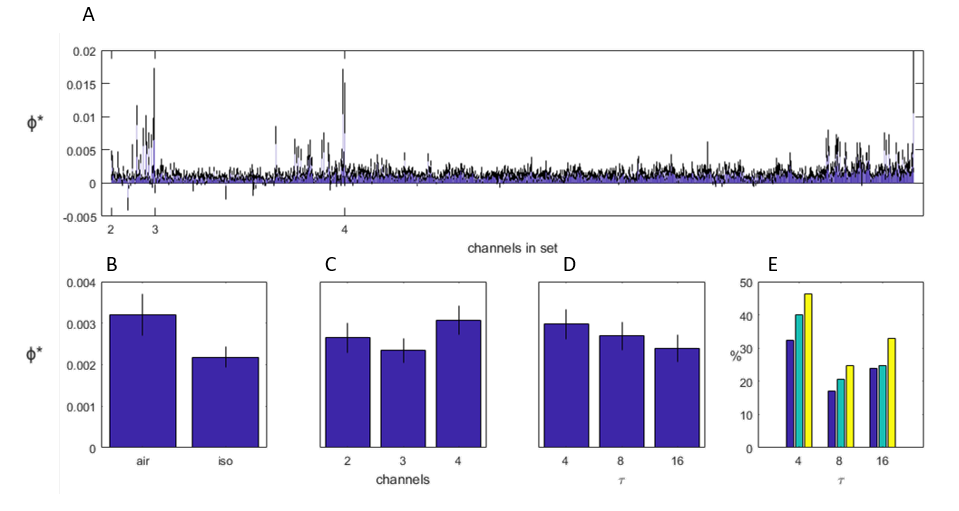 A
0.02
0.015
0.01
0.005
0
-0.005
ϕ*
2 3 4
channels in set
B C D E
0.004
0.003
0.002
0.001
0
ϕ*
air iso
2 3 4
channels
4 8 16
τ
50
40
30
20
10
0
%
4 8 16
τ